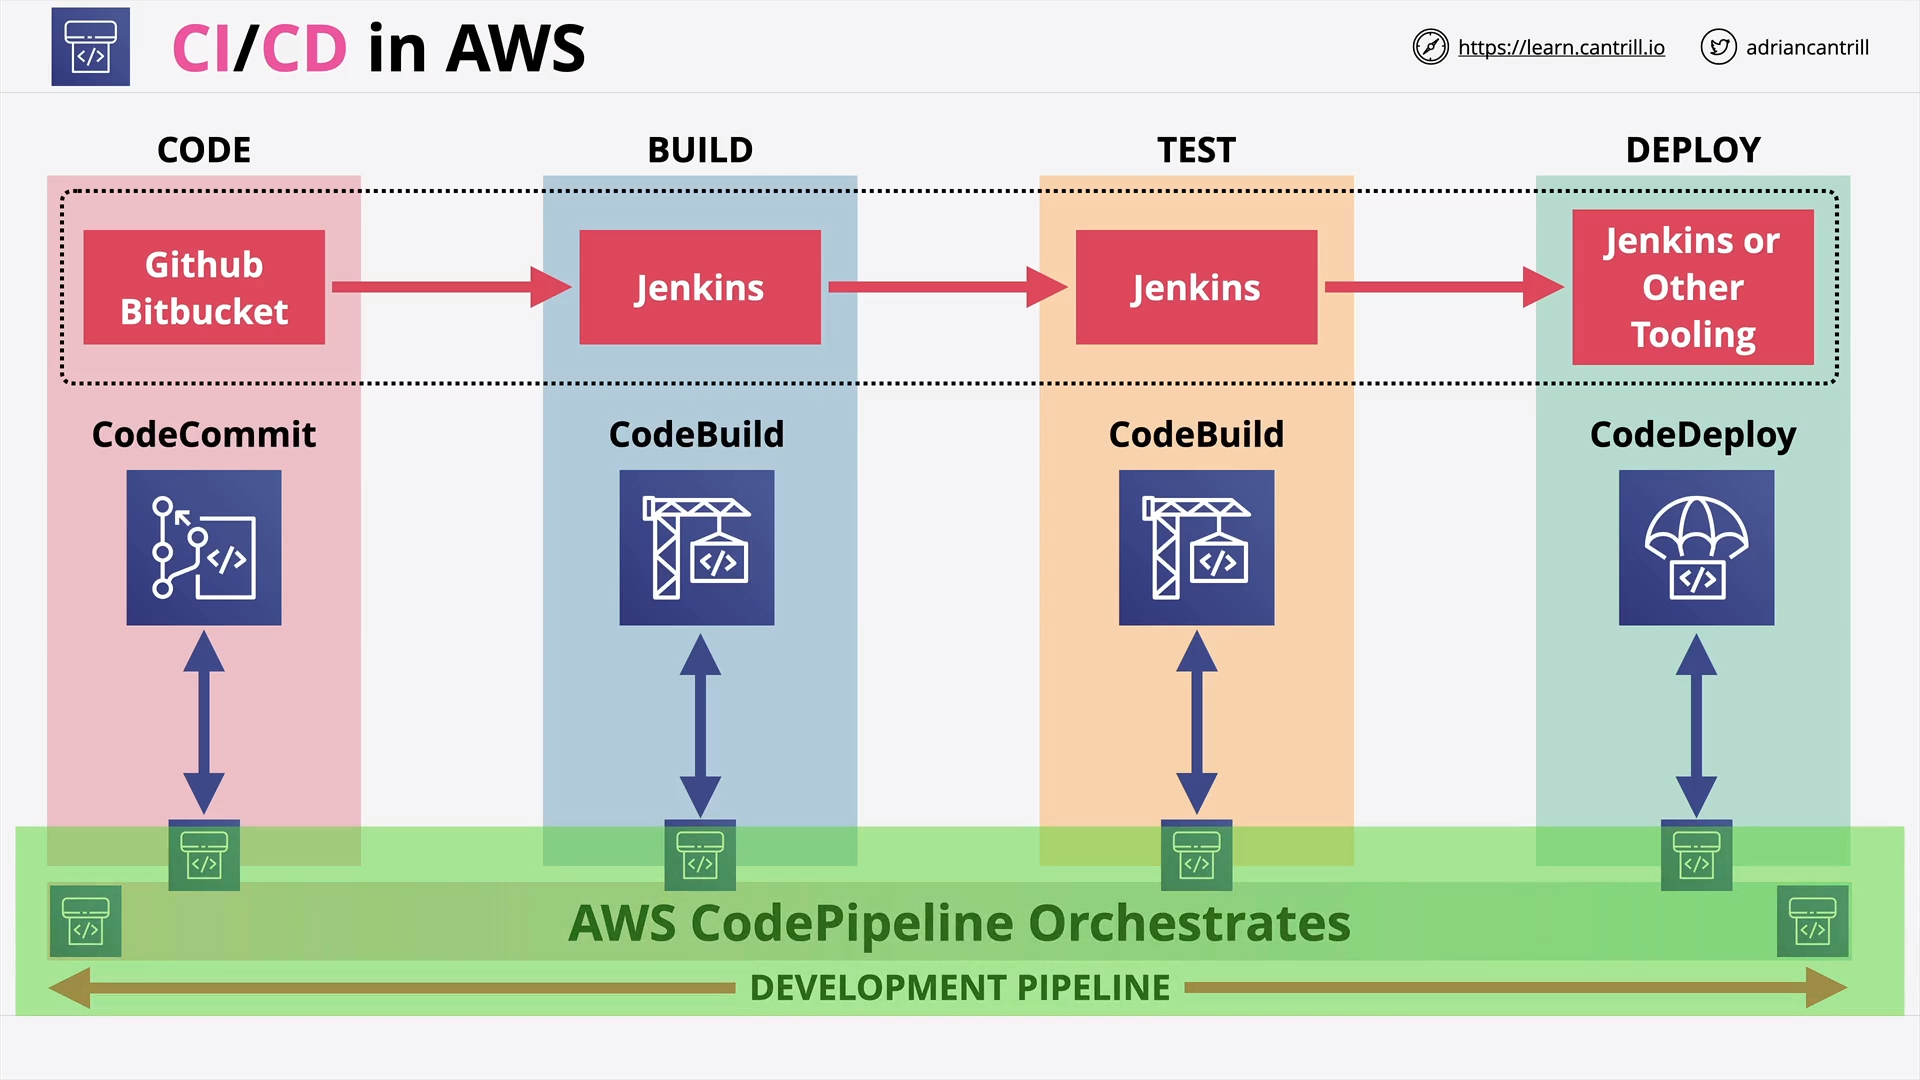 CI/CD in AWS
https://learn.cantrill.io
adriancantrill
CODE
BUILD
TEST
DEPLOY
Github
Bitbucket
Jenkins
Jenkins
Jenkins or
Other
Tooling
CodeCommit
CodeBuild
CodeBuild
CodeDeploy
AWS CodePipeline Orchestrates
DEVELOPMENT PIPELINE